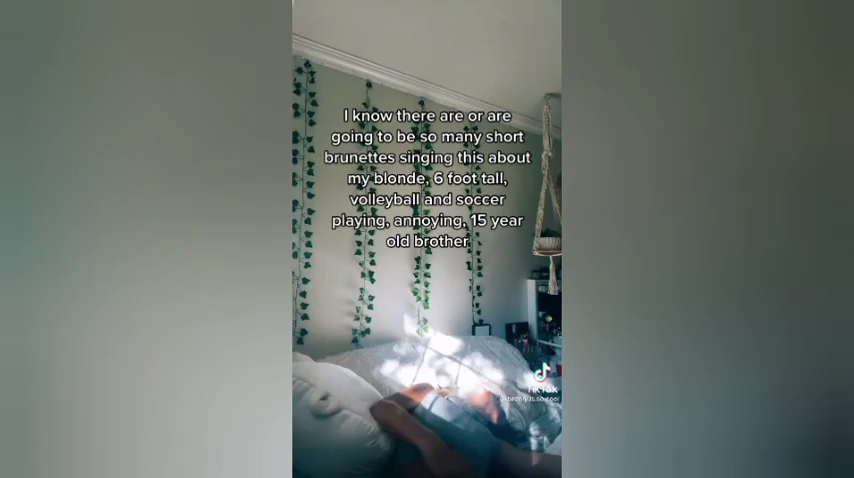 I know there are or are
going to be so many short
brunettes singing this about
my blonde, 6 foot tall,
volleyball and soccer
playing, annoying, 15 year
old brother
TikTok